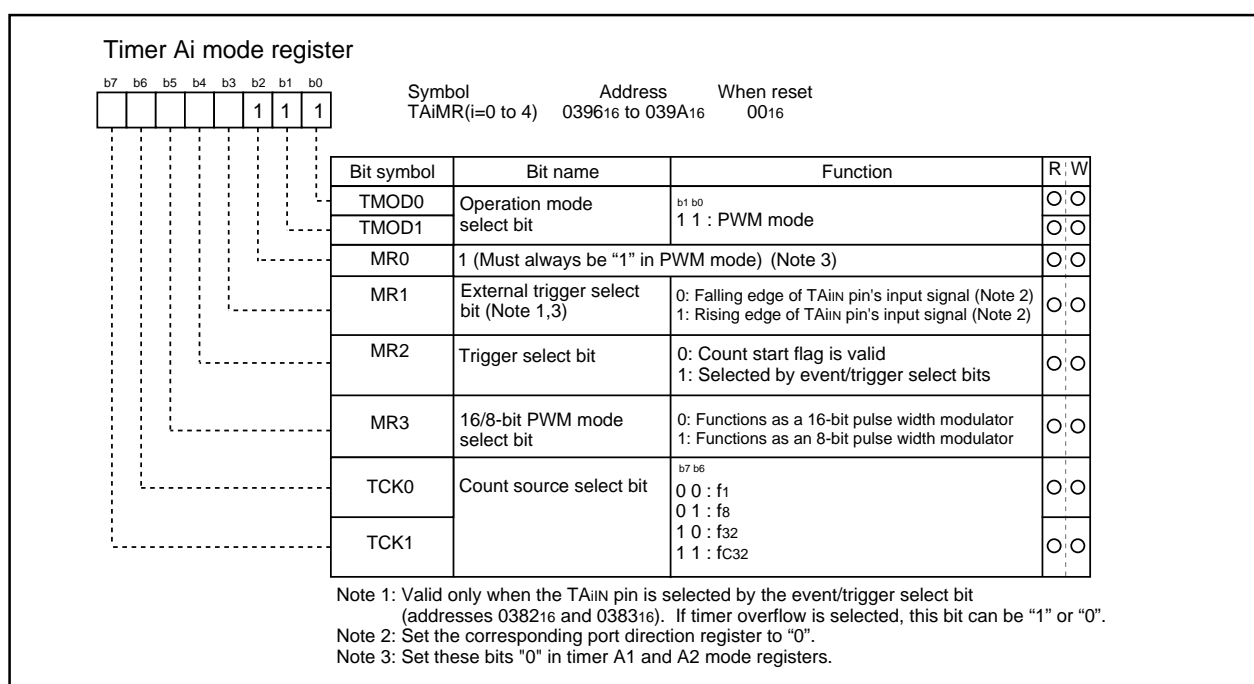 Timer Ai mode register
b7 b6 b5 b4 b3 b2 b1 b0
1 1 1
Symbol Address When reset
TAiMR(i=0 to 4) 039616 to 039A16 0016
Bit symbol Bit name Function R W
TMOD0 Operation mode select bit b1 b0
TMOD1 1 1 : PWM mode
MR0 1 (Must always be “1” in PWM mode) (Note 3)
MR1 External trigger select bit (Note 1,3) 0: Falling edge of TAiIN pin's input signal (Note 2)
1: Rising edge of TAiIN pin's input signal (Note 2)
MR2 Trigger select bit 0: Count start flag is valid
1: Selected by event/trigger select bits
MR3 16/8-bit PWM mode select bit 0: Functions as a 16-bit pulse width modulator
1: Functions as an 8-bit pulse width modulator
b7 b6
TCK0 Count source select bit 0 0 : f1
0 1 : f8
TCK1 1 0 : f32
1 1 : fC32
Note 1: Valid only when the TAiIN pin is selected by the event/trigger select bit
(addresses 038216 and 038316). If timer overflow is selected, this bit can be “1” or “0”.
Note 2: Set the corresponding port direction register to “0”.
Note 3: Set these bits "0" in timer A1 and A2 mode registers.